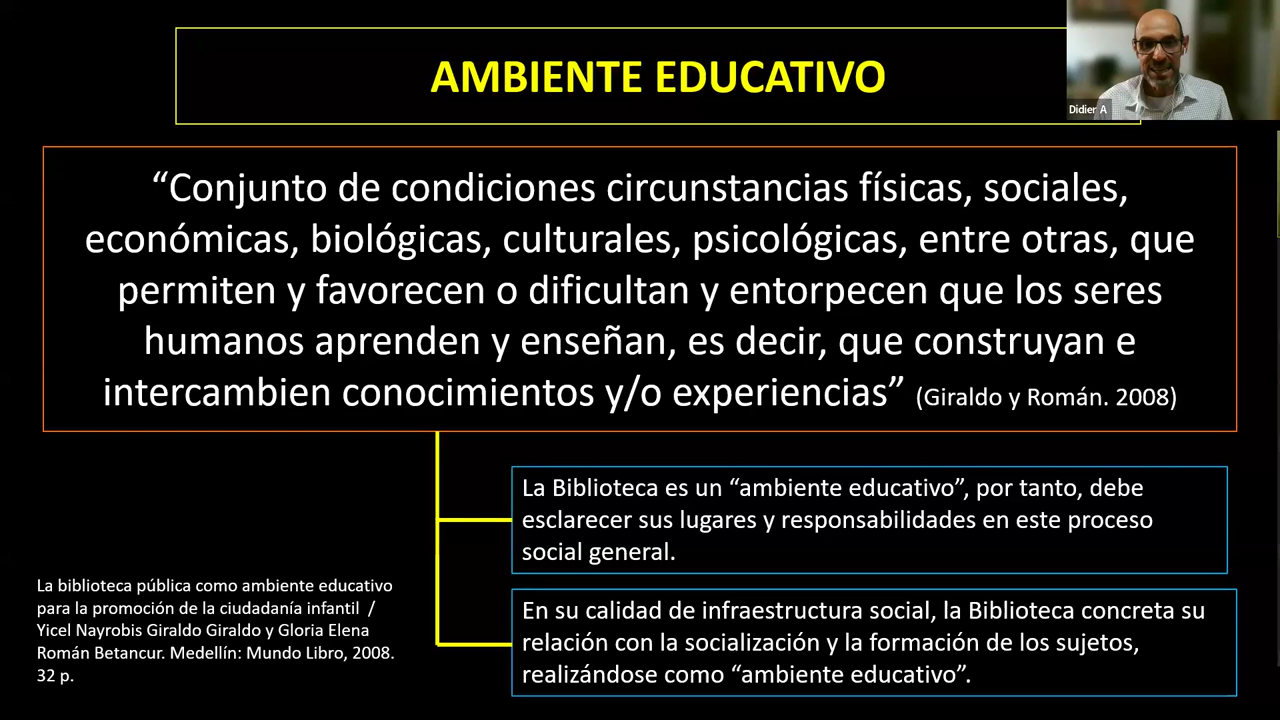 AMBIENTE EDUCATIVO
Didier A
“Conjunto de condiciones circunstancias físicas, sociales,
económicas, biológicas, culturales, psicológicas, entre otras, que
permiten y favorecen o dificultan y entorpecen que los seres
humanos aprenden y enseñan, es decir, que construyan e
intercambien conocimientos y/o experiencias” (Giraldo y Román. 2008)
La Biblioteca es un “ambiente educativo”, por tanto, debe
esclarecer sus lugares y responsabilidades en este proceso
social general.
La biblioteca pública como ambiente educativo
para la promoción de la ciudadanía infantil /
Yicel Nayrobis Giraldo Giraldo y Gloria Elena
Román Betancur. Medellín: Mundo Libro, 2008.
32 p.
En su calidad de infraestructura social, la Biblioteca concreta su
relación con la socialización y la formación de los sujetos,
realizándose como “ambiente educativo”.